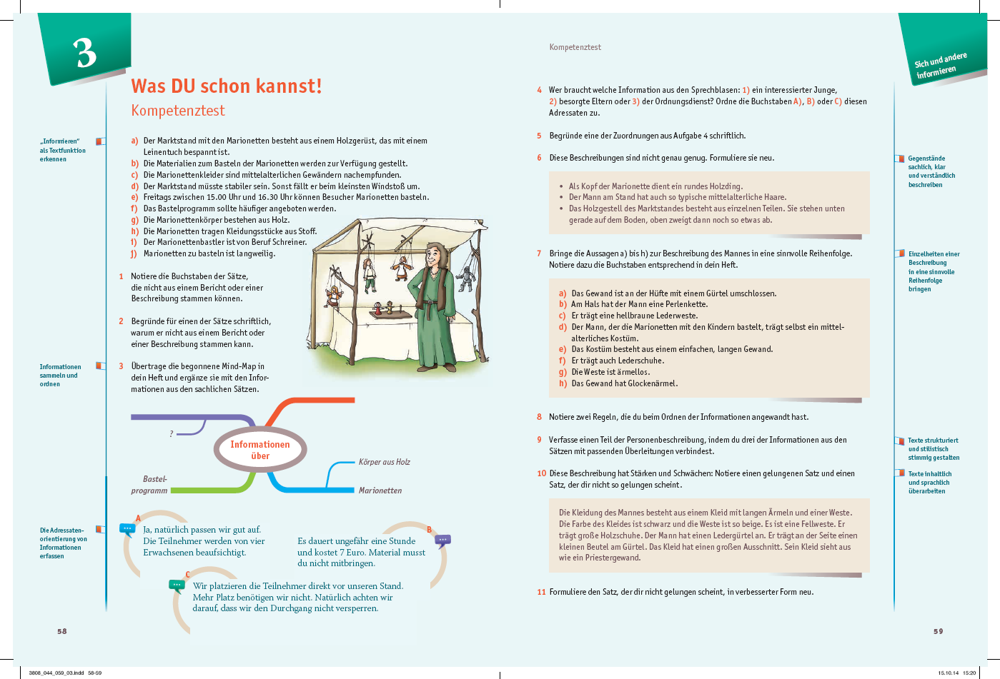 3
Was DU schon kannst!
Kompetenztest
„Informieren“
als Textfunktion
erkennen
a) Der Marktstand mit den Marionetten besteht aus einem Holzgerüst, das mit einem
Leinentuch bespannt ist.
b) Die Materialien zum Basteln der Marionetten werden zur Verfügung gestellt.
c) Die Marionettenkleider sind mittelalterlichen Gewändern nachempfunden.
d) Der Marktstand müsste stabiler sein. Sonst fällt er beim kleinsten Windstoß um.
e) Freitags zwischen 15.00 Uhr und 16.30 Uhr können Besucher Marionetten basteln.
f) Das Bastelprogramm sollte häufiger angeboten werden.
g) Die Marionettenkörper bestehen aus Holz.
h) Die Marionetten tragen Kleidungsstücke aus Stoff.
i) Der Marionettenbastler ist von Beruf Schreiner.
j) Marionetten zu basteln ist langweilig.
1 Notiere die Buchstaben der Sätze,
die nicht aus einem Bericht oder einer
Beschreibung stammen können.
2 Begründe für einen der Sätze schriftlich,
warum er nicht aus einem Bericht oder
einer Beschreibung stammen kann.
Informationen
sammeln und
ordnen
3 Übertrage die begonnene Mind-Map in
dein Heft und ergänze sie mit den Infor-
mationen aus den sachlichen Sätzen.
?
Informationen
über
Körper aus Holz
Bastel-
programm
Marionetten
Die Adressaten-
orientierung von
Informationen
erfassen
A
Ja, natürlich passen wir gut auf.
Die Teilnehmer werden von vier
Erwachsenen beaufsichtigt.
B
Es dauert ungefähr eine Stunde
und kostet 7 Euro. Material musst
du nicht mitbringen.
C
Wir platzieren die Teilnehmer direkt vor unseren Stand.
Mehr Platz benötigen wir nicht. Natürlich achten wir
darauf, dass wir den Durchgang nicht versperren.
58
Kompetenztest
Sich und andere
informieren
4 Wer braucht welche Information aus den Sprechblasen: 1) ein interessierter Junge,
2) besorgte Eltern oder 3) der Ordnungsdienst? Ordne die Buchstaben A), B) oder C) diesen
Adressaten zu.
5 Begründe eine der Zuordnungen aus Aufgabe 4 schriftlich.
6 Diese Beschreibungen sind nicht genau genug. Formuliere sie neu.
Gegenstände
sachlich, klar
und verständlich
beschreiben
• Als Kopf der Marionette dient ein rundes Holzding.
• Der Mann am Stand hat auch so typische mittelalterliche Haare.
• Das Holzgestell des Marktstandes besteht aus einzelnen Teilen. Sie stehen unten
gerade auf dem Boden, oben zweigt dann noch so etwas ab.
7 Bringe die Aussagen a) bis h) zur Beschreibung des Mannes in eine sinnvolle Reihenfolge.
Notiere dazu die Buchstaben entsprechend in dein Heft.
Einzelheiten einer
Beschreibung
in eine sinnvolle
Reihenfolge
bringen
a) Das Gewand ist an der Hüfte mit einem Gürtel umschlossen.
b) Am Hals hat der Mann eine Perlenkette.
c) Er trägt eine hellbraune Lederweste.
d) Der Mann, der die Marionetten mit den Kindern bastelt, trägt selbst ein mittel-
alterliches Kostüm.
e) Das Kostüm besteht aus einem einfachen, langen Gewand.
f) Er trägt auch Lederschuhe.
g) Die Weste ist ärmellos.
h) Das Gewand hat Glockenärmel.
8 Notiere zwei Regeln, die du beim Ordnen der Informationen angewandt hast.
9 Verfasse einen Teil der Personenbeschreibung, indem du drei der Informationen aus den
Sätzen mit passenden Überleitungen verbindest.
Texte strukturiert
und stilistisch
stimmig gestalten
10 Diese Beschreibung hat Stärken und Schwächen: Notiere einen gelungenen Satz und einen
Satz, der dir nicht so gelungen scheint.
Texte inhaltlich
und sprachlich
überarbeiten
Die Kleidung des Mannes besteht aus einem Kleid mit langen Ärmeln und einer Weste.
Die Farbe des Kleides ist schwarz und die Weste ist so beige. Es ist eine Fellweste. Er
trägt große Holzschuhe. Der Mann hat einen Ledergürtel an. Er trägt an der Seite einen
kleinen Beutel am Gürtel. Das Kleid hat einen großen Ausschnitt. Sein Kleid sieht aus
wie ein Priestergewand.
11 Formuliere den Satz, der dir nicht gelungen scheint, in verbesserter Form neu.
59
3808_044_059_03.indd 58-59
15.10.14 15:20